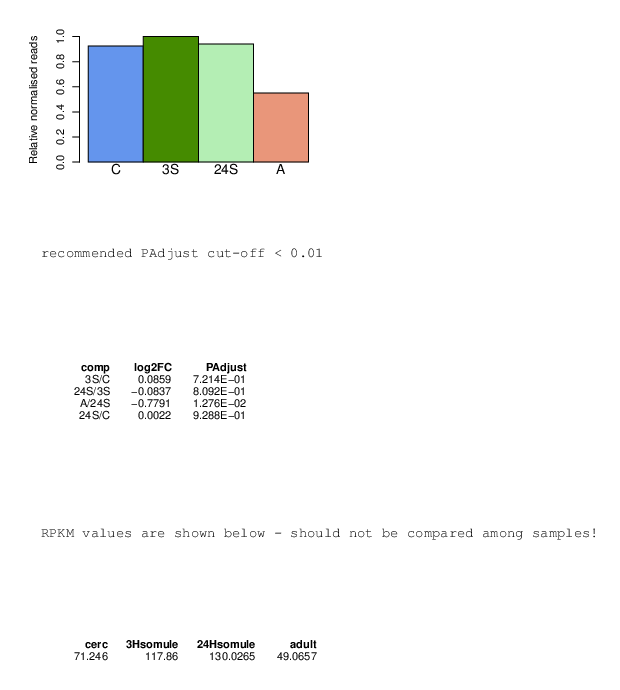 Relative normalised reads
1.0
0.8
0.6
0.4
0.2
0.0
C 3S 24S A
recommended PAdjust cut-off < 0.01
comp log2FC PAdjust
3S/C 0.0859 7.214E−01
24S/3S −0.0837 8.092E−01
A/24S −0.7791 1.276E−02
24S/C 0.0022 9.288E−01
RPKM values are shown below - should not be compared among samples!
cerc 3Hsomule 24Hsomule adult
71.246 117.86 130.0265 49.0657